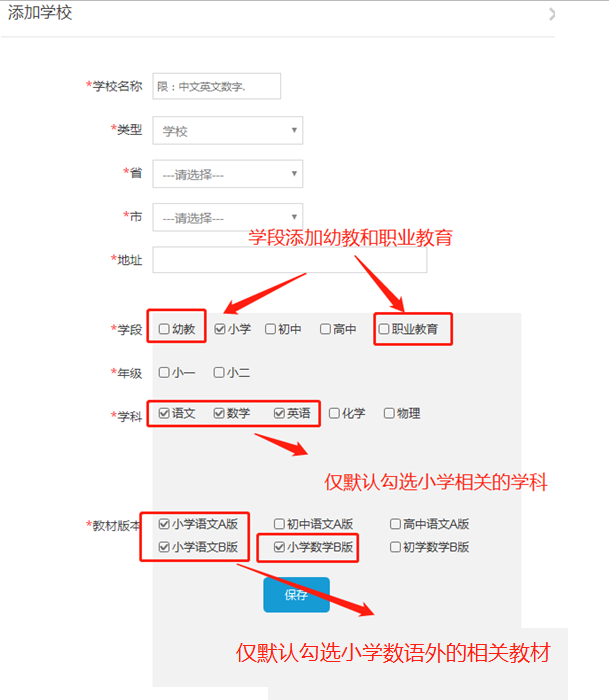 添加学校
*学校名称 限：中文英文数字.
*类型 学校
*省 ---请选择---
*市 ---请选择---
学段添加幼教和职业教育
*地址
*学段 幼教 小学 初中 高中 职业教育
*年级 小一 小二
*学科 语文 数学 英语 化学 物理
仅默认勾选小学相关的学科
*教材版本 小学语文A版 初中语文A版 高中语文A版
小学语文B版 小学数学B版 初学数学B版
保存
仅默认勾选小学数语外的相关教材